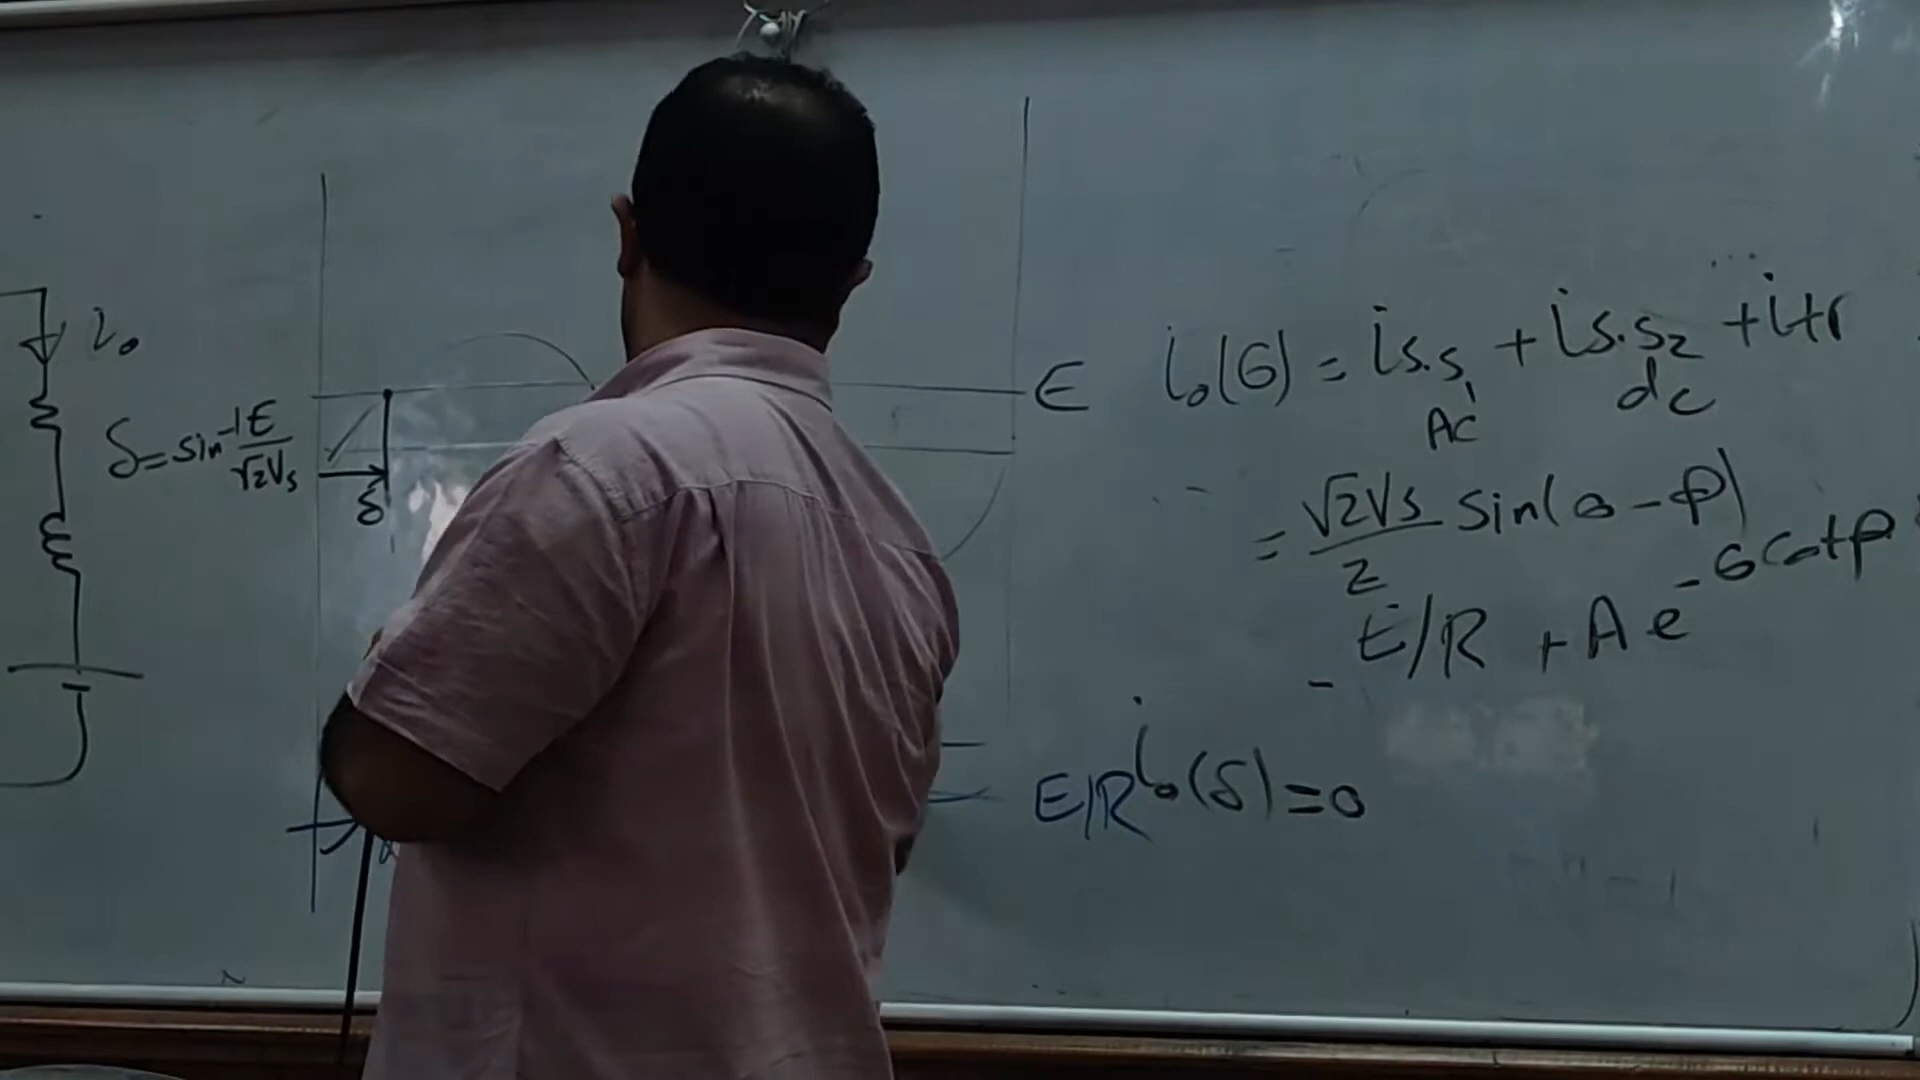 i₀
δ = sin⁻¹ E/√2Vs
δ
E
i₀(θ) = is.s₁ + is.s₂ + itr
Ac dc
= √2Vs/Z sin(θ - φ)
- E/R + A e^-θcotφ
E/R i₀(δ) = 0